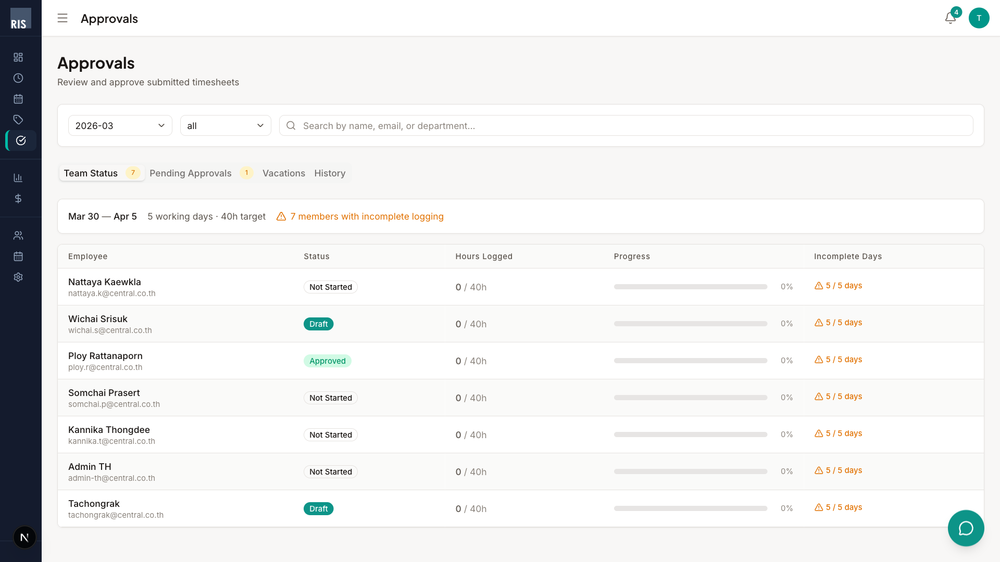 RIS
Approvals
4
T
Approvals
Review and approve submitted timesheets
2026-03
all
Search by name, email, or department...
Team Status 7 Pending Approvals 1 Vacations History
Mar 30 — Apr 5 5 working days · 40h target 7 members with incomplete logging
Employee Status Hours Logged Progress Incomplete Days
Nattaya Kaewkla
nattaya.k@central.co.th
Not Started 0 / 40h 0% 5 / 5 days
Wichai Srisuk
wichai.s@central.co.th
Draft 0 / 40h 0% 5 / 5 days
Ploy Rattanaporn
ploy.r@central.co.th
Approved 0 / 40h 0% 5 / 5 days
Somchai Prasert
somchai.p@central.co.th
Not Started 0 / 40h 0% 5 / 5 days
Kannika Thongdee
kannika.t@central.co.th
Not Started 0 / 40h 0% 5 / 5 days
Admin TH
admin-th@central.co.th
Not Started 0 / 40h 0% 5 / 5 days
Tachongrak
tachongrak@central.co.th
Draft 0 / 40h 0% 5 / 5 days
N